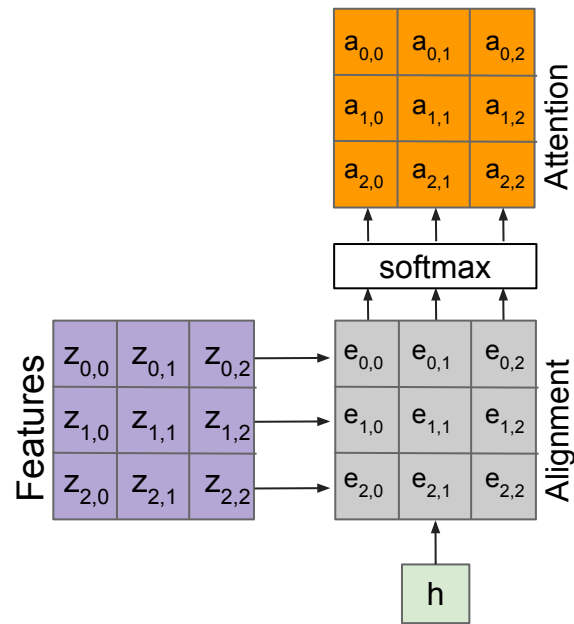 a0,0 a0,1 a0,2
a1,0 a1,1 a1,2
a2,0 a2,1 a2,2
Attention
softmax
Features
z0,0 z0,1 z0,2
z1,0 z1,1 z1,2
z2,0 z2,1 z2,2
e0,0 e0,1 e0,2
e1,0 e1,1 e1,2
e2,0 e2,1 e2,2
Alignment
h